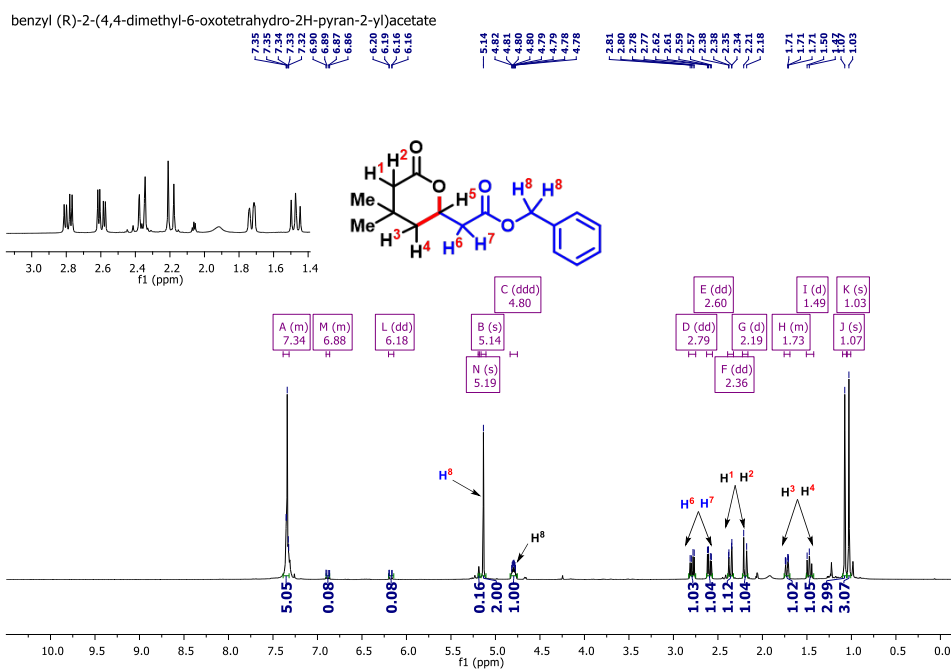 benzyl (R)-2-(4,4-dimethyl-6-oxotetrahydro-2H-pyran-2-yl)acetate
7.35 7.35 7.34 7.33 7.32 6.90 6.89 6.87 6.86 6.20 6.19 6.16 6.16 5.14 4.82 4.81 4.80 4.80 4.79 4.79 4.78 4.78 2.81 2.80 2.78 2.77 2.62 2.61 2.59 2.57 2.38 2.38 2.35 2.34 2.21 2.18 1.71 1.71 1.71 1.50 1.47 1.07 1.03
O
H1 H2
O
H5
O
H8 H8
Me
Me
O
H3
H4
H6
H7
3.0 2.8 2.6 2.4 2.2 2.0 1.8 1.6 1.4
f1 (ppm)
C (ddd)
4.80
E (dd)
2.60
I (d)
1.49
K (s)
1.03
A (m)
7.34
M (m)
6.88
L (dd)
6.18
B (s)
5.14
D (dd)
2.79
G (d)
2.19
H (m)
1.73
J (s)
1.07
N (s)
5.19
F (dd)
2.36
H8
H8
H6 H7
H1 H2
H3 H4
5.05 0.08 0.08 0.16 2.00 1.00 1.03 1.04 1.12 1.04 1.02 1.05 2.99 3.07
10.0 9.5 9.0 8.5 8.0 7.5 7.0 6.5 6.0 5.5 5.0 4.5 4.0 3.5 3.0 2.5 2.0 1.5 1.0 0.5 0.0
f1 (ppm)